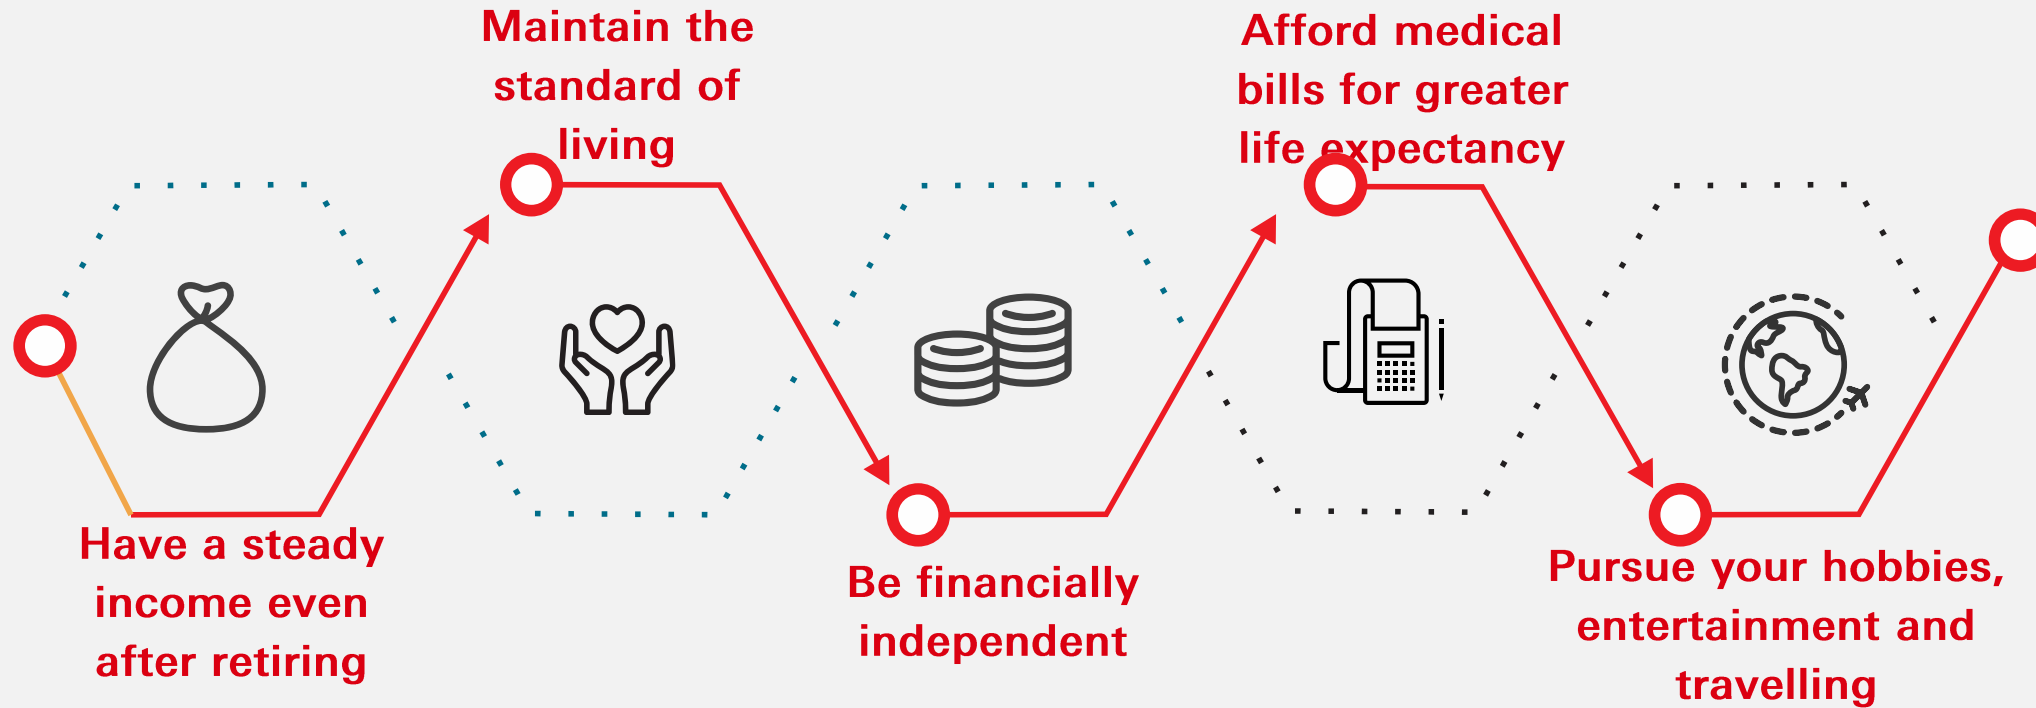 Have a steady
income even
after retiring
Maintain the
standard of
living
Be financially
independent
Afford medical
bills for greater
life expectancy
Pursue your hobbies,
entertainment and
travelling